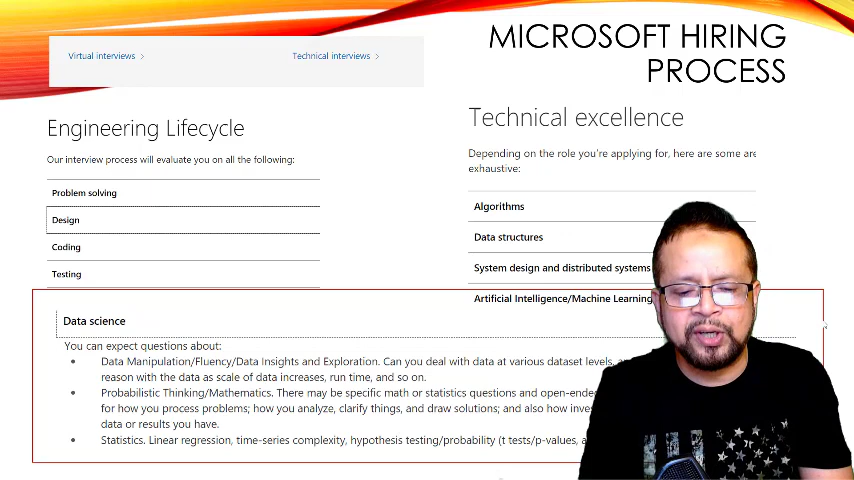 MICROSOFT HIRING
PROCESS
Virtual interviews
Technical interviews
Engineering Lifecycle
Our interview process will evaluate you on all the following:
Problem solving
Design
Coding
Testing
Technical excellence
Depending on the role you're applying for, here are some are
exhaustive:
Algorithms
Data structures
System design and distributed systems
Artificial Intelligence/Machine Learning
Data science
You can expect questions about:
• Data Manipulation/Fluency/Data Insights and Exploration. Can you deal with data at various dataset levels,
reason with the data as scale of data increases, run time, and so on.
• Probabilistic Thinking/Mathematics. There may be specific math or statistics questions and open-ende
for how you process problems; how you analyze, clarify things, and draw solutions; and also how inves
data or results you have.
• Statistics. Linear regression, time-series complexity, hypothesis testing/probability (t tests/p-values,